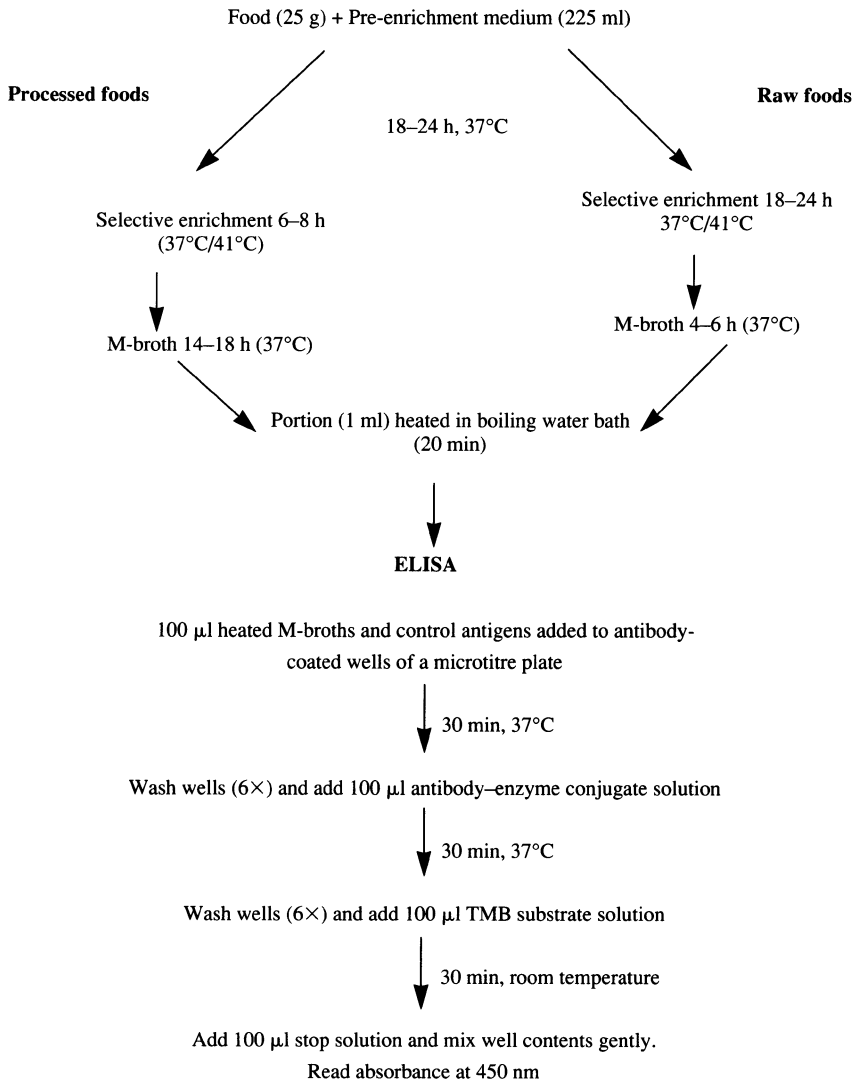 Food (25 g) + Pre-enrichment medium (225 ml)
Processed foods
Raw foods
18–24 h, 37°C
Selective enrichment 6–8 h
(37°C/41°C)
Selective enrichment 18–24 h
37°C/41°C
M-broth 14–18 h (37°C)
M-broth 4–6 h (37°C)
Portion (1 ml) heated in boiling water bath
(20 min)
ELISA
100 µl heated M-broths and control antigens added to antibody-
coated wells of a microtitre plate
30 min, 37°C
Wash wells (6×) and add 100 µl antibody–enzyme conjugate solution
30 min, 37°C
Wash wells (6×) and add 100 µl TMB substrate solution
30 min, room temperature
Add 100 µl stop solution and mix well contents gently.
Read absorbance at 450 nm